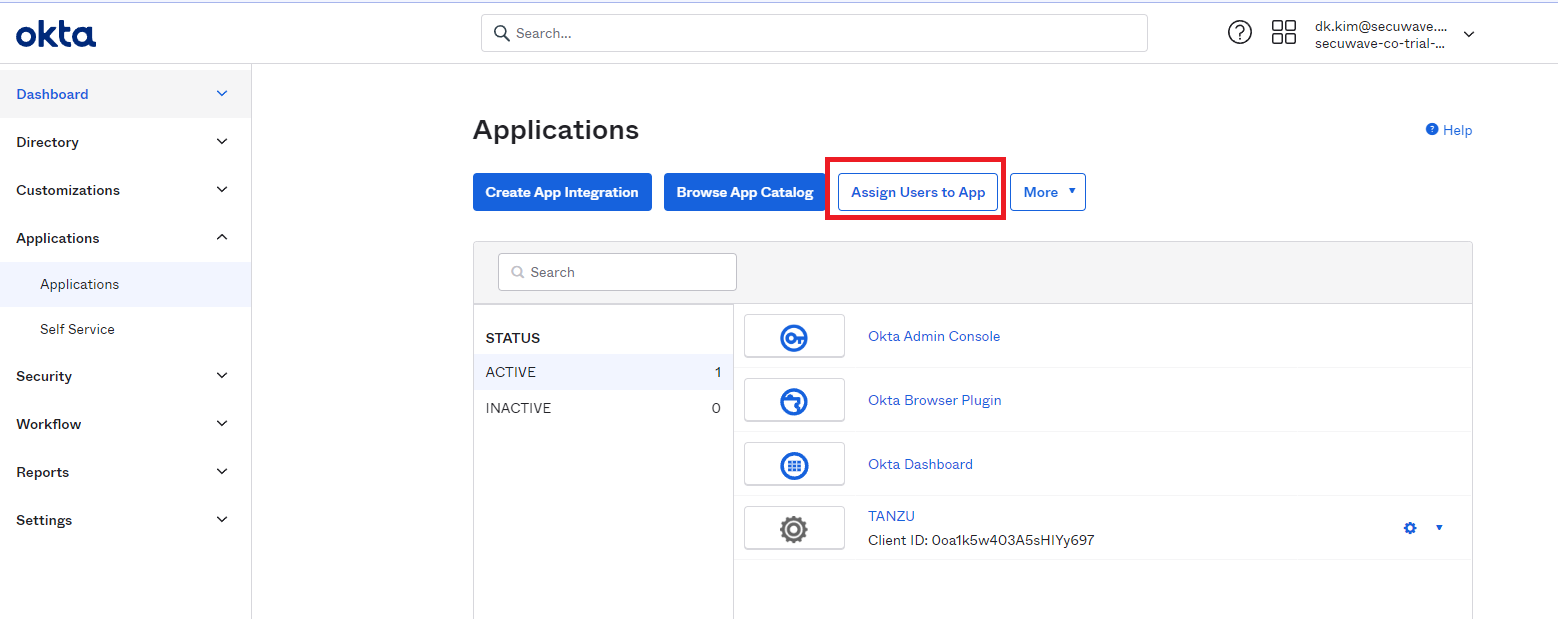 okta
Search...
dk.kim@secuwave....
secuwave-co-trial-...
Dashboard
Directory
Customizations
Applications
Applications
Self Service
Security
Workflow
Reports
Settings
Applications
Help
Create App Integration
Browse App Catalog
Assign Users to App
More
Search
STATUS
ACTIVE 1
INACTIVE 0
Okta Admin Console
Okta Browser Plugin
Okta Dashboard
TANZU
Client ID: 0oa1k5w403A5sHIYy697